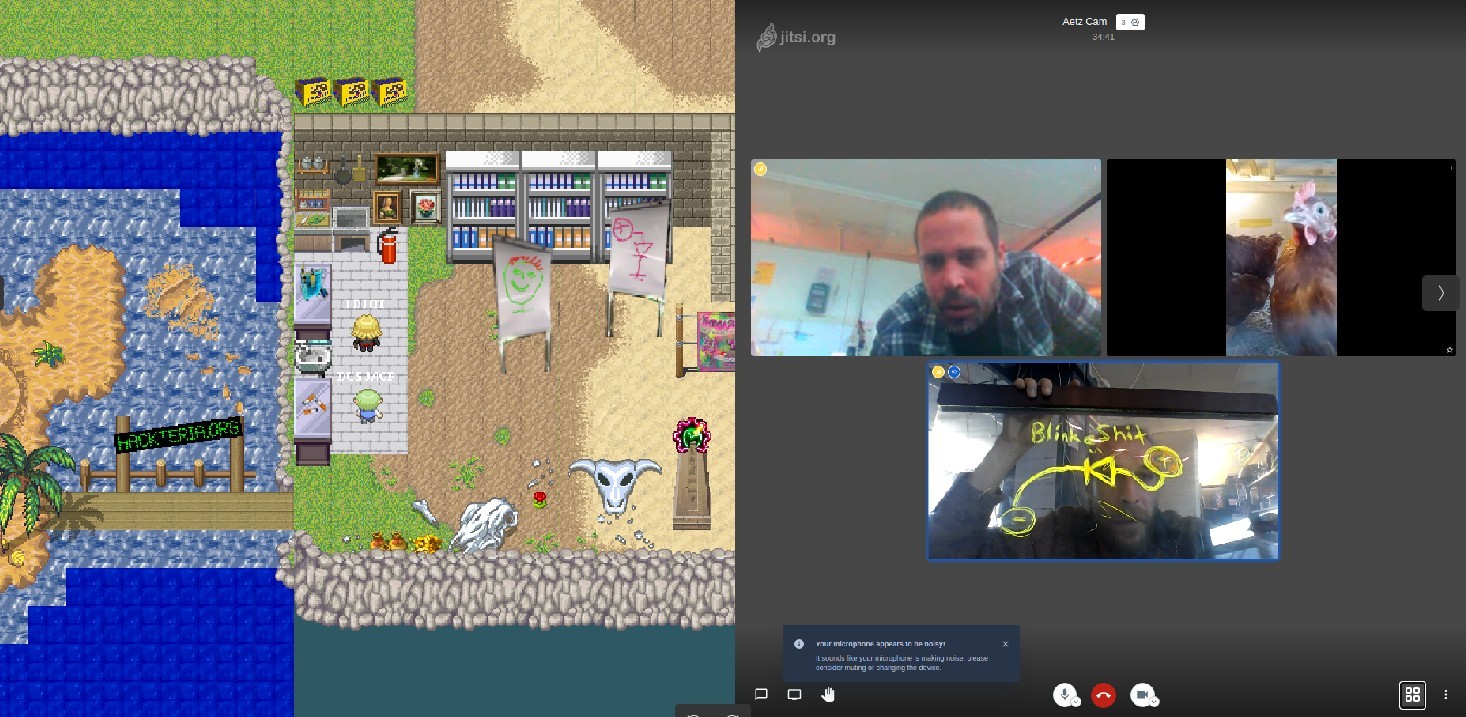 IDIOT
HACKTERIA.ORG
jitsi.org
Aetz Cam
3
34:41
Blink Shit
+
-
Your microphone appears to be noisy!
It sounds like your microphone is making noise, please
consider muting or changing the device.